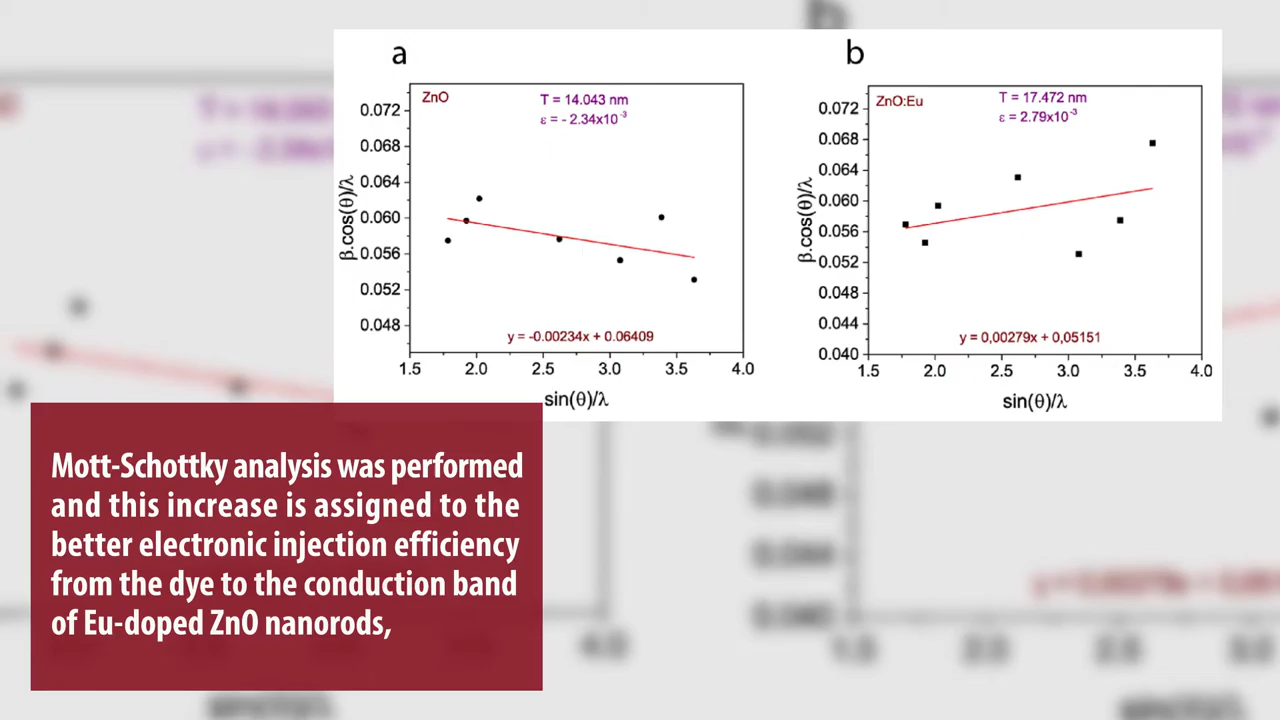 a
ZnO
T = 14.043 nm
ε = - 2.34x10⁻³
0.072
0.068
0.064
0.060
0.056
0.052
0.048
β.cos(θ)/λ
y = -0.00234x + 0.06409
1.5 2.0 2.5 3.0 3.5 4.0
sin(θ)/λ
b
ZnO:Eu
T = 17.472 nm
ε = 2.79x10⁻³
0.072
0.068
0.064
0.060
0.056
0.052
0.048
0.044
0.040
β.cos(θ)/λ
y = 0,00279x + 0,05151
1.5 2.0 2.5 3.0 3.5 4.0
sin(θ)/λ
Mott-Schottky analysis was performed
and this increase is assigned to the
better electronic injection efficiency
from the dye to the conduction band
of Eu-doped ZnO nanorods,